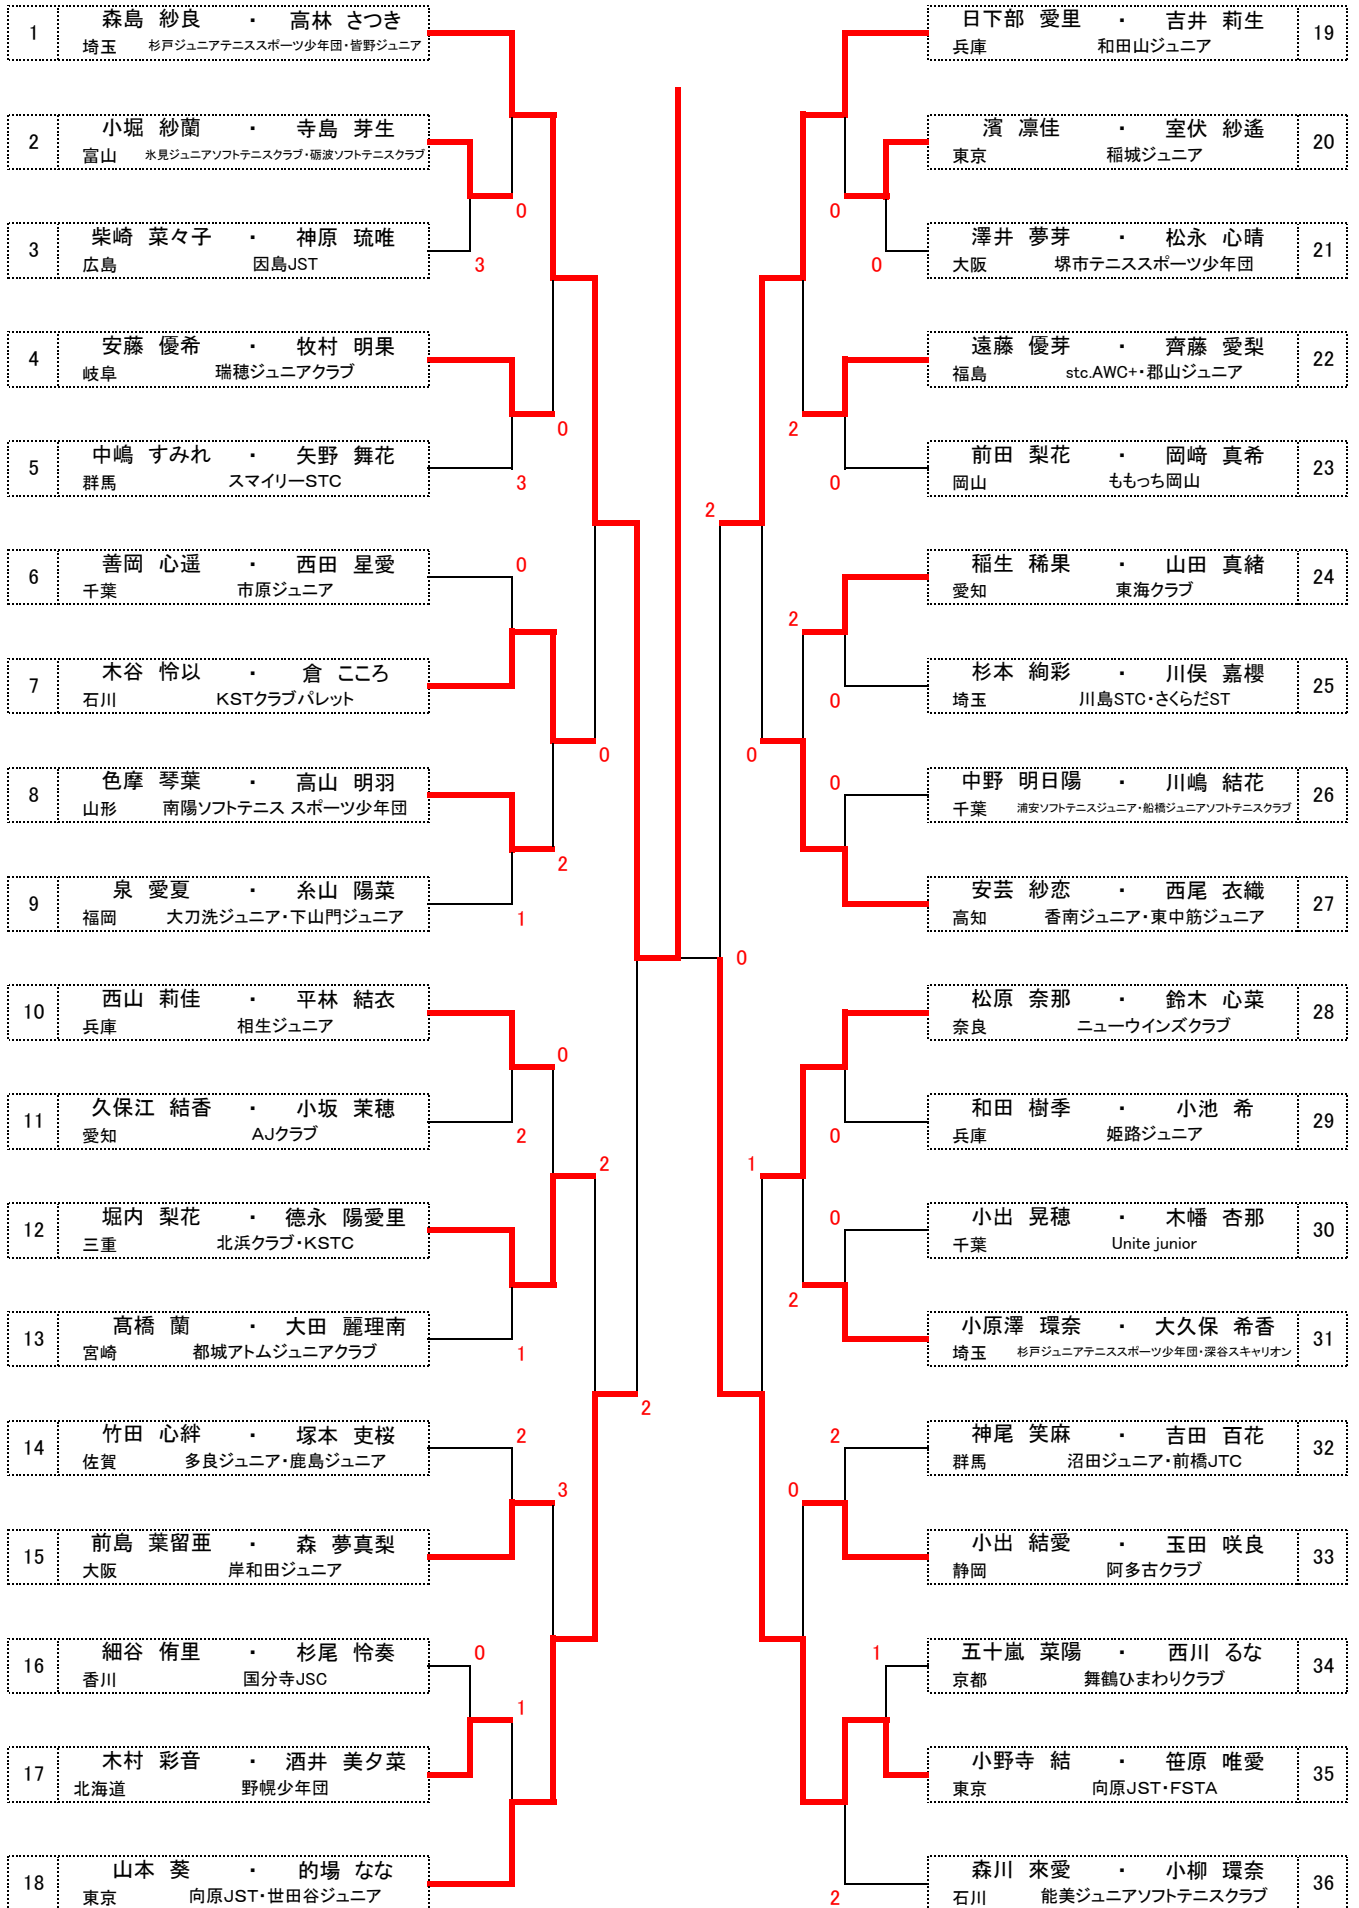 1 森島 紗良 ・ 高林 さつき
埼玉 杉戸ジュニアテニススポーツ少年団・皆野ジュニア
2 小堀 紗蘭 ・ 寺島 芽生
富山 氷見ジュニアソフトテニスクラブ・砺波ソフトテニスクラブ
0
3 柴崎 菜々子 ・ 神原 琉唯
広島 因島JST
3
4 安藤 優希 ・ 牧村 明果
岐阜 瑞穂ジュニアクラブ
0
5 中嶋 すみれ ・ 矢野 舞花
群馬 スマイリーSTC
3
0
6 善岡 心遥 ・ 西田 星愛
千葉 市原ジュニア
7 木谷 怜以 ・ 倉 こころ
石川 KSTクラブパレット
0
8 色摩 琴葉 ・ 高山 明羽
山形 南陽ソフトテニス スポーツ少年団
2
9 泉 愛夏 ・ 糸山 陽菜
福岡 大刀洗ジュニア・下山門ジュニア
1
10 西山 莉佳 ・ 平林 結衣
兵庫 相生ジュニア
0
11 久保江 結香 ・ 小坂 茉穂
愛知 AJクラブ
2
2
12 堀内 梨花 ・ 德永 陽愛里
三重 北浜クラブ・KSTC
13 髙橋 蘭 ・ 大田 麗理南
宮崎 都城アトムジュニアクラブ
1
2
2
14 竹田 心絆 ・ 塚本 吏桜
佐賀 多良ジュニア・鹿島ジュニア
3
15 前島 葉留亜 ・ 森 夢真梨
大阪 岸和田ジュニア
0
16 細谷 侑里 ・ 杉尾 怜奏
香川 国分寺JSC
1
17 木村 彩音 ・ 酒井 美夕菜
北海道 野幌少年団
18 山本 葵 ・ 的場 なな
東京 向原JST・世田谷ジュニア
日下部 愛里 ・ 吉井 莉生 19
兵庫 和田山ジュニア
濱 凛佳 ・ 室伏 紗遙 20
東京 稲城ジュニア
0
澤井 夢芽 ・ 松永 心晴 21
大阪 堺市テニススポーツ少年団
0
遠藤 優芽 ・ 齊藤 愛梨 22
福島 stc.AWC+・郡山ジュニア
2
前田 梨花 ・ 岡﨑 真希 23
岡山 ももっち岡山
0
2
稲生 稀果 ・ 山田 真緒 24
愛知 東海クラブ
2
杉本 絢彩 ・ 川俣 嘉櫻 25
埼玉 川島STC・さくらだST
0
0
0
中野 明日陽 ・ 川嶋 結花 26
千葉 浦安ソフトテニスジュニア・船橋ジュニアソフトテニスクラブ
安芸 紗恋 ・ 西尾 衣織 27
高知 香南ジュニア・東中筋ジュニア
0
松原 奈那 ・ 鈴木 心菜 28
奈良 ニューウインズクラブ
和田 樹季 ・ 小池 希 29
兵庫 姫路ジュニア
0
1
0
小出 晃穂 ・ 木幡 杏那 30
千葉 Unite junior
2
小原澤 環奈 ・ 大久保 希香 31
埼玉 杉戸ジュニアテニススポーツ少年団・深谷スキャリオン
2
神尾 笑麻 ・ 吉田 百花 32
群馬 沼田ジュニア・前橋JTC
0
小出 結愛 ・ 玉田 咲良 33
静岡 阿多古クラブ
1
五十嵐 菜陽 ・ 西川 るな 34
京都 舞鶴ひまわりクラブ
小野寺 結 ・ 笹原 唯愛 35
東京 向原JST・FSTA
森川 來愛 ・ 小柳 環奈 36
石川 能美ジュニアソフトテニスクラブ
2